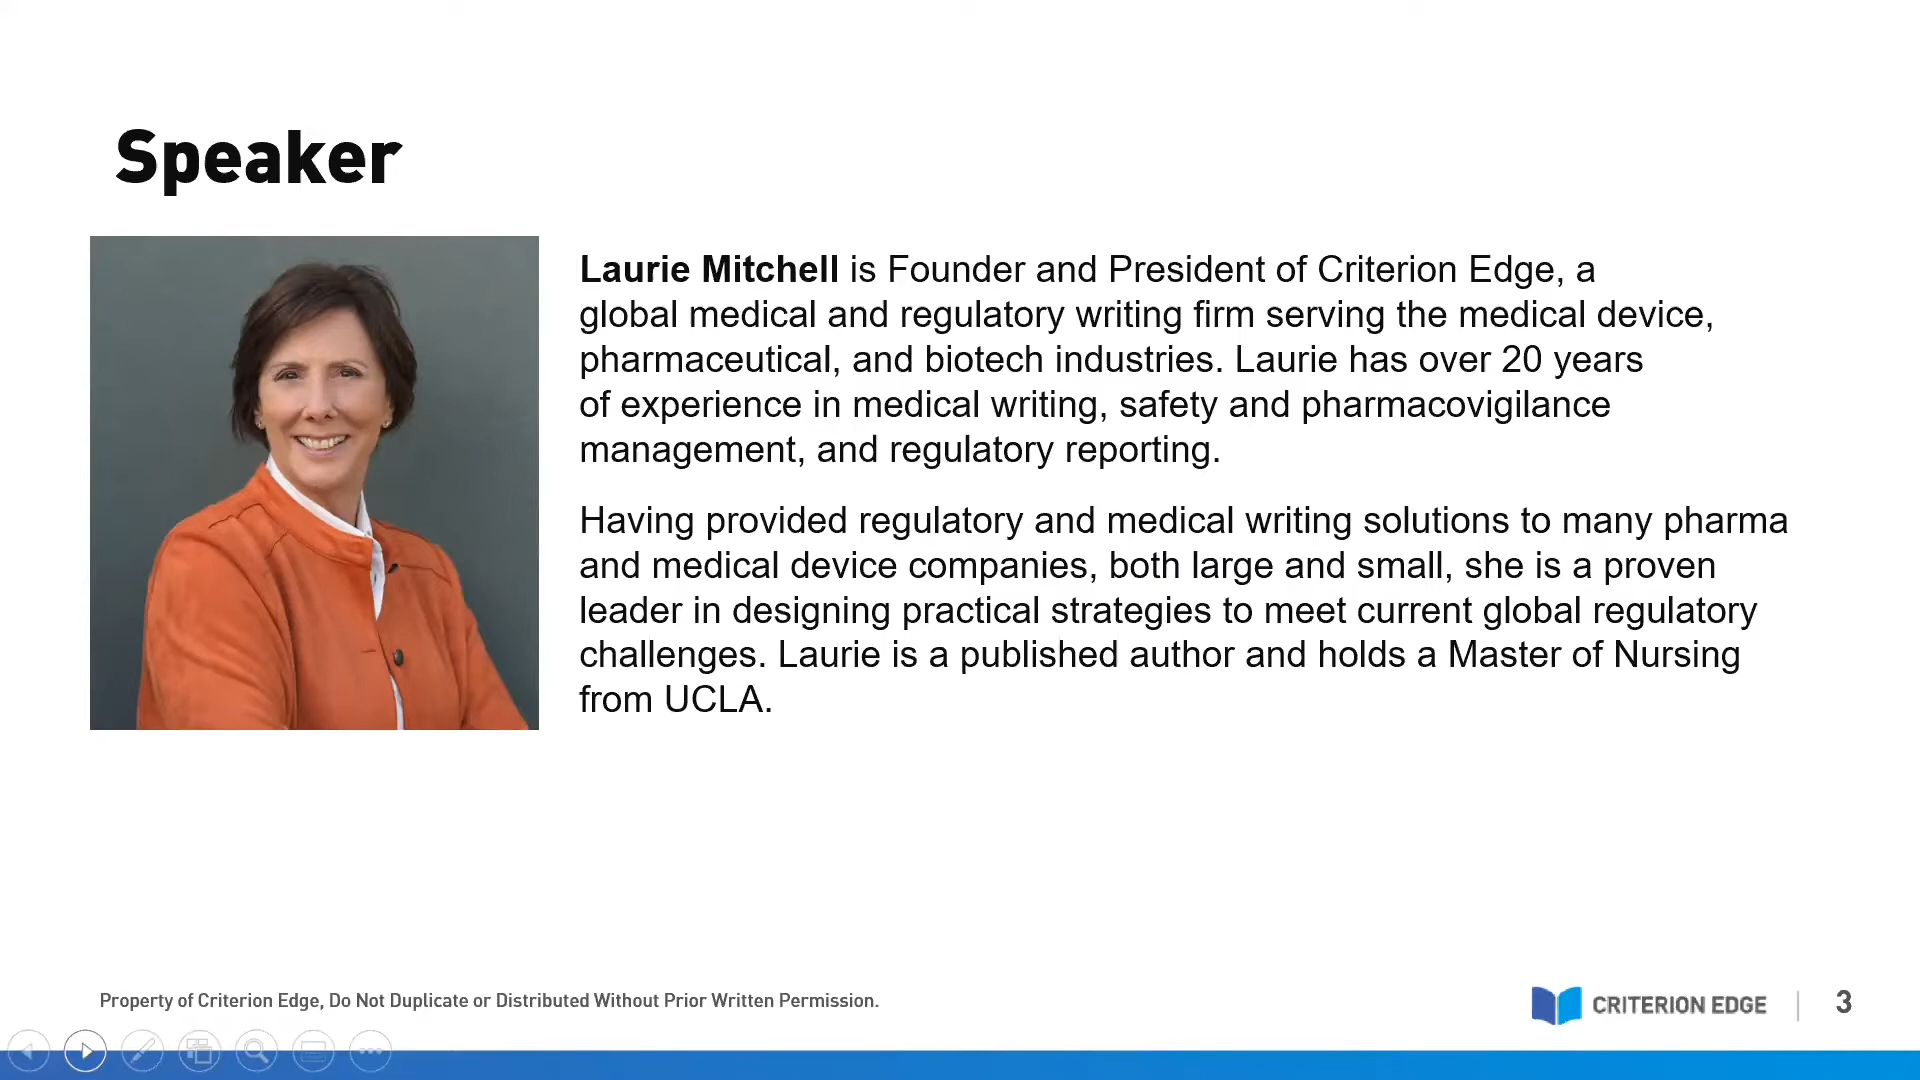 Speaker
Laurie Mitchell is Founder and President of Criterion Edge, a
global medical and regulatory writing firm serving the medical device,
pharmaceutical, and biotech industries. Laurie has over 20 years
of experience in medical writing, safety and pharmacovigilance
management, and regulatory reporting.
Having provided regulatory and medical writing solutions to many pharma
and medical device companies, both large and small, she is a proven
leader in designing practical strategies to meet current global regulatory
challenges. Laurie is a published author and holds a Master of Nursing
from UCLA.
Property of Criterion Edge, Do Not Duplicate or Distributed Without Prior Written Permission.
CRITERION EDGE
3